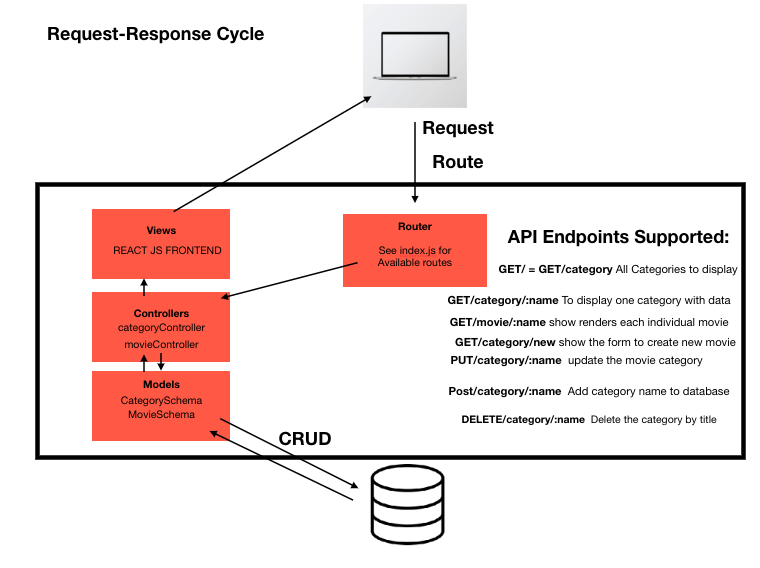 Request-Response Cycle
Request
Route
Views
REACT JS FRONTEND
Router
See index.js for
Available routes
Controllers
categoryController
movieController
Models
CategorySchema
MovieSchema
CRUD
API Endpoints Supported:
GET/ = GET/category All Categories to display
GET/category/:name To display one category with data
GET/movie/:name show renders each individual movie
GET/category/new show the form to create new movie
PUT/category/:name update the movie category
Post/category/:name Add category name to database
DELETE/category/:name Delete the category by title